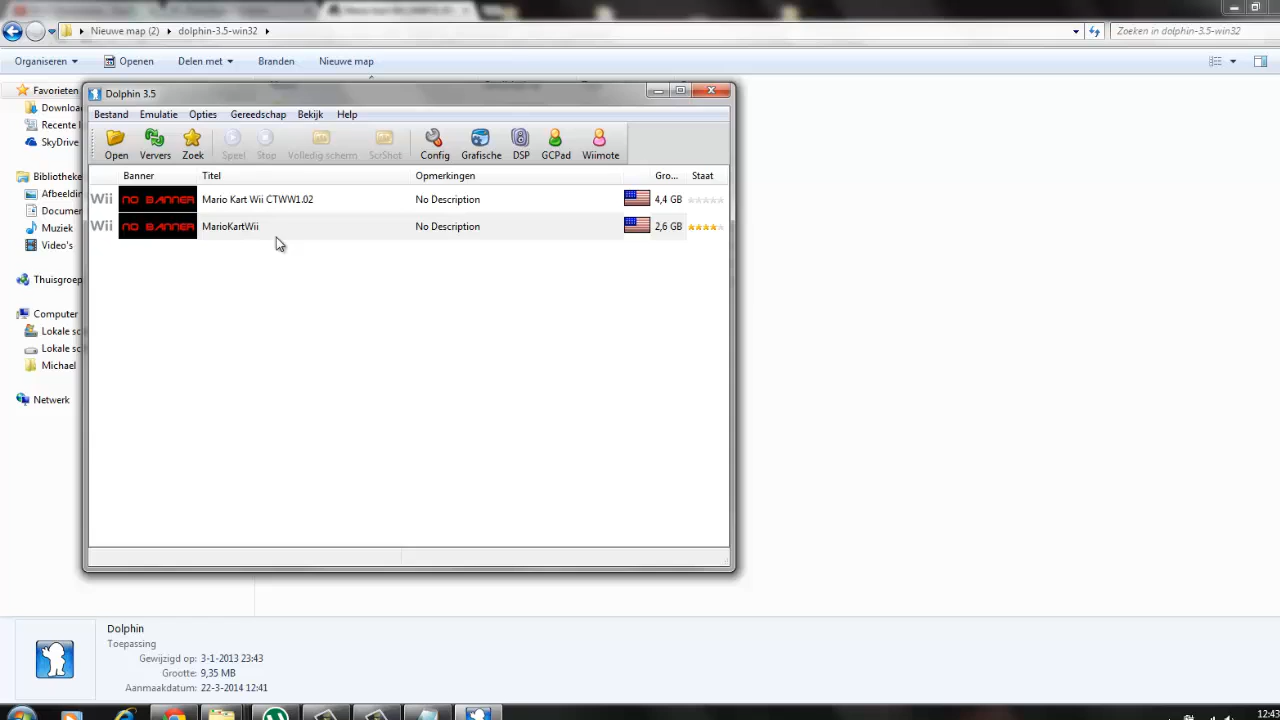 Nieuwe map (2) dolphin-3.5-win32
Zoeken in dolphin-3.5-win32
Organiseren Openen Delen met Branden Nieuwe map
Favorieten
Downloa
Recente l
SkyDrive
Bibliotheke
Afbeeldin
Documen
Muziek
Video's
Thuisgroep
Computer
Lokale sc
Lokale sc
Michael
Netwerk
Dolphin 3.5
Bestand Emulatie Opties Gereedschap Bekijk Help
Open Ververs Zoek Speel Stop Volledig scherm ScrShot Config Grafische DSP GCPad Wiimote
Banner Titel Opmerkingen Gro... Staat
Wii NO BANNER Mario Kart Wii CTWW1.02 No Description 4,4 GB
Wii NO BANNER MarioKartWii No Description 2,6 GB
Dolphin
Toepassing
Gewijzigd op: 3-1-2013 23:43
Grootte: 9,35 MB
Aanmaakdatum: 22-3-2014 12:41
12:43